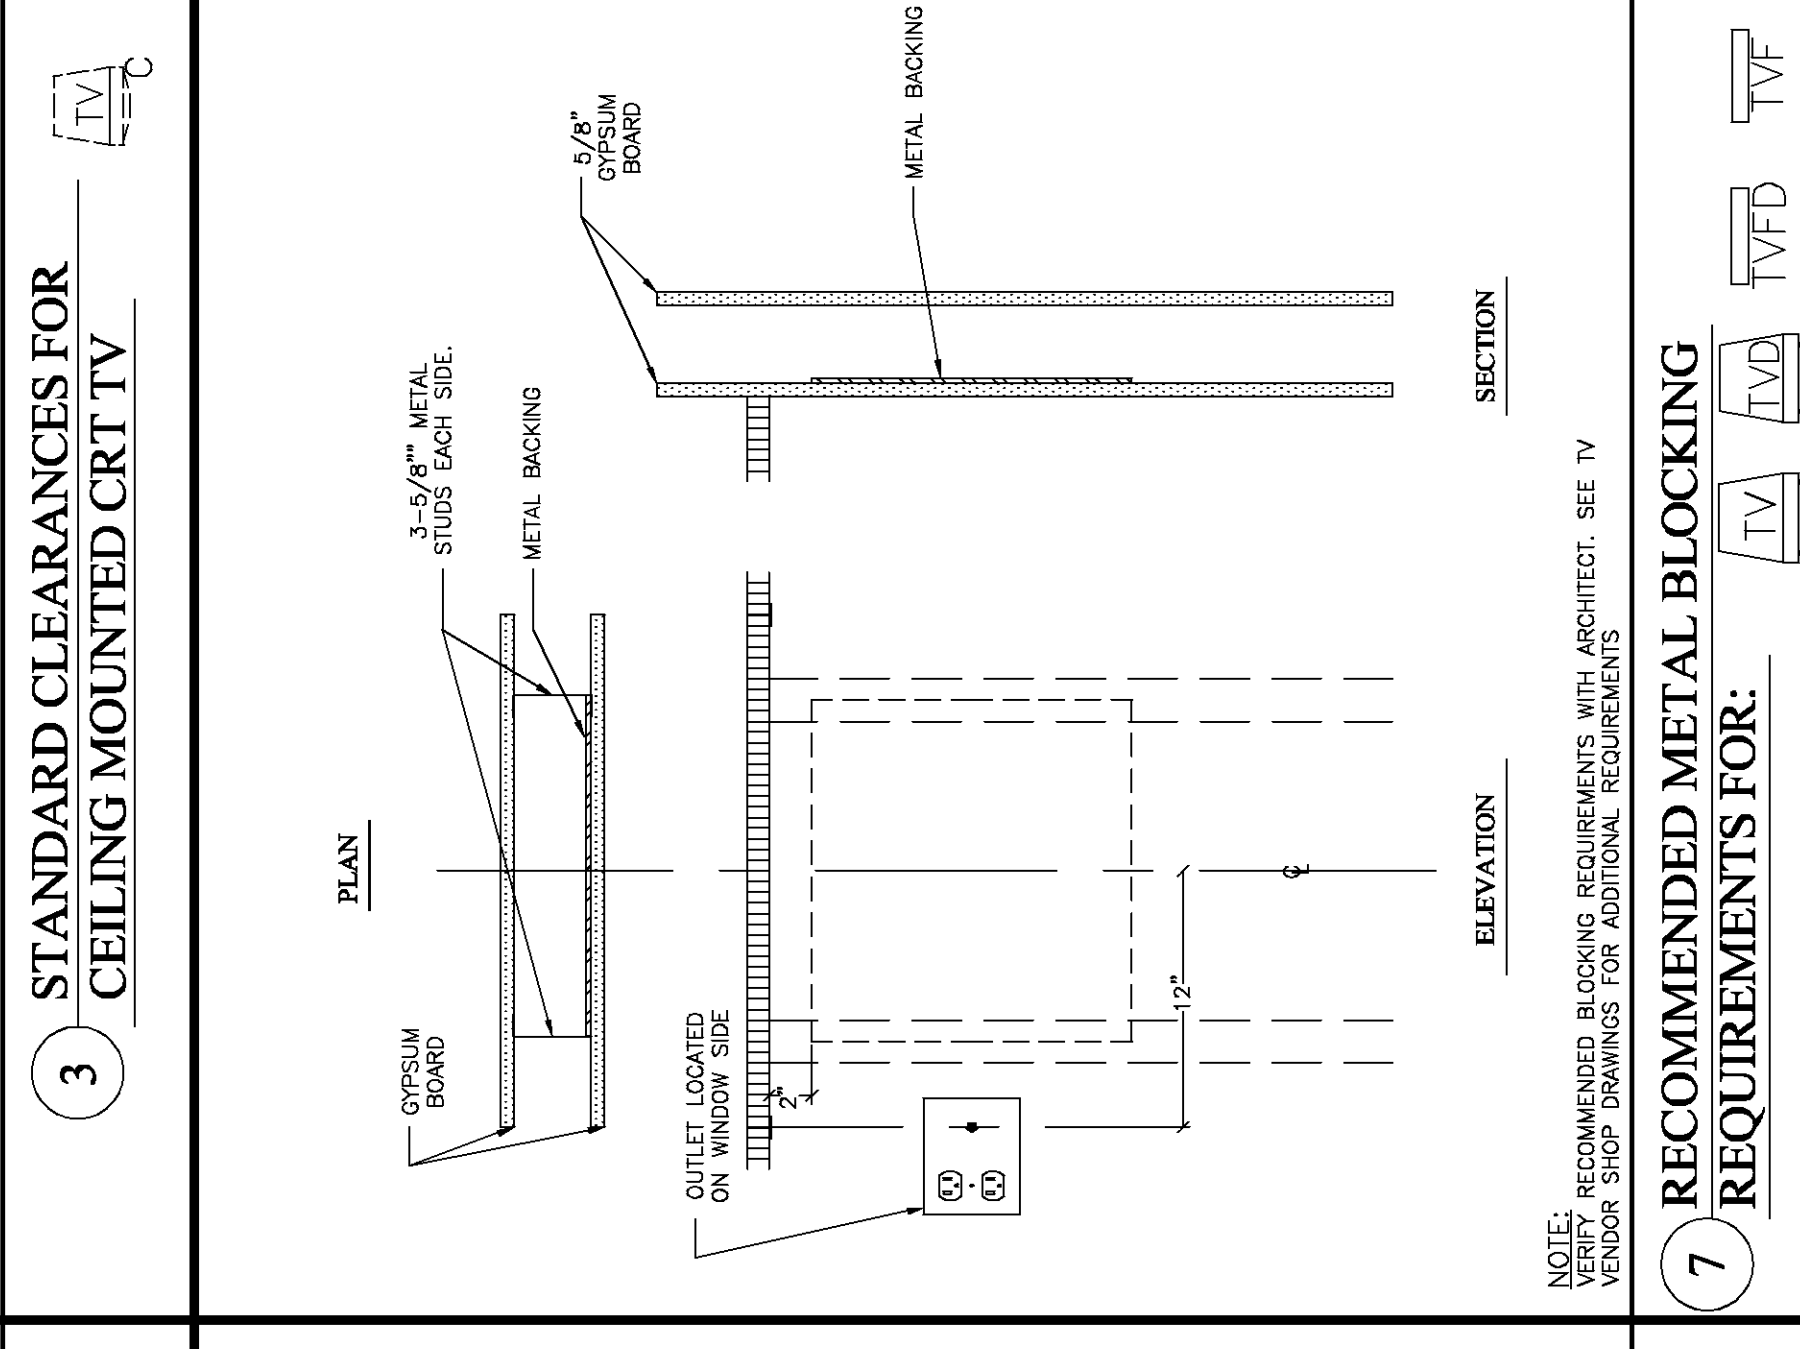 3
STANDARD CLEARANCES FOR
CEILING MOUNTED CRT TV
TV
C
PLAN
GYPSUM
BOARD
3-5/8"" METAL
STUDS EACH SIDE.
METAL BACKING
5/8"
GYPSUM
BOARD
METAL BACKING
OUTLET LOCATED
ON WINDOW SIDE
2"
12"
CL
ELEVATION
SECTION
NOTE:
VERIFY RECOMMENDED BLOCKING REQUIREMENTS WITH ARCHITECT. SEE TV
VENDOR SHOP DRAWINGS FOR ADDITIONAL REQUIREMENTS
7
RECOMMENDED METAL BLOCKING
REQUIREMENTS FOR:
TV
TVD
TVFD
TVF